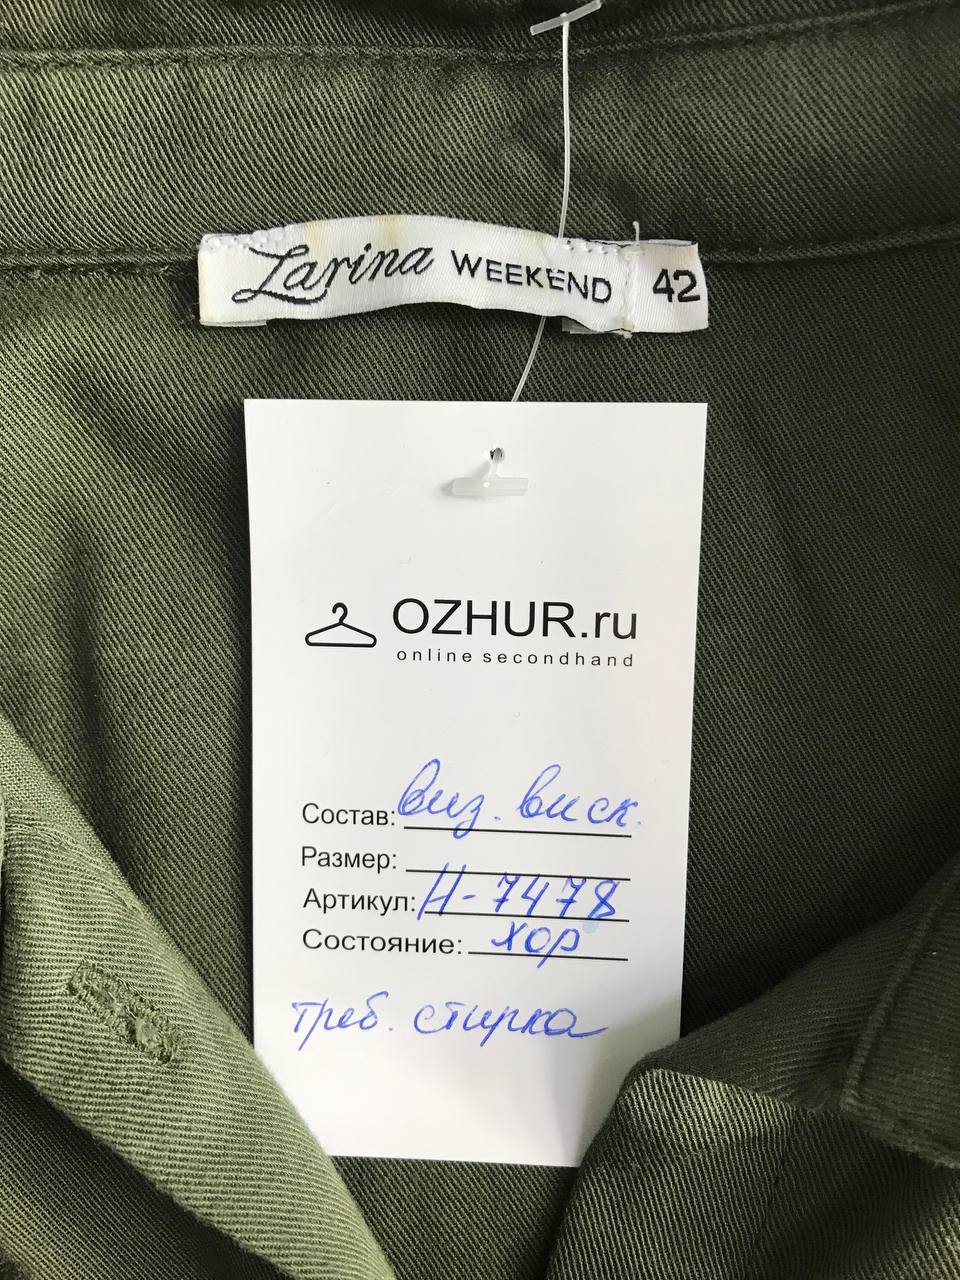 Larina WEEKEND 42
OZHUR.ru
online secondhand
Состав: виз. виск.
Размер:
Артикул: Н-7478
Состояние: хор
треб. стирка